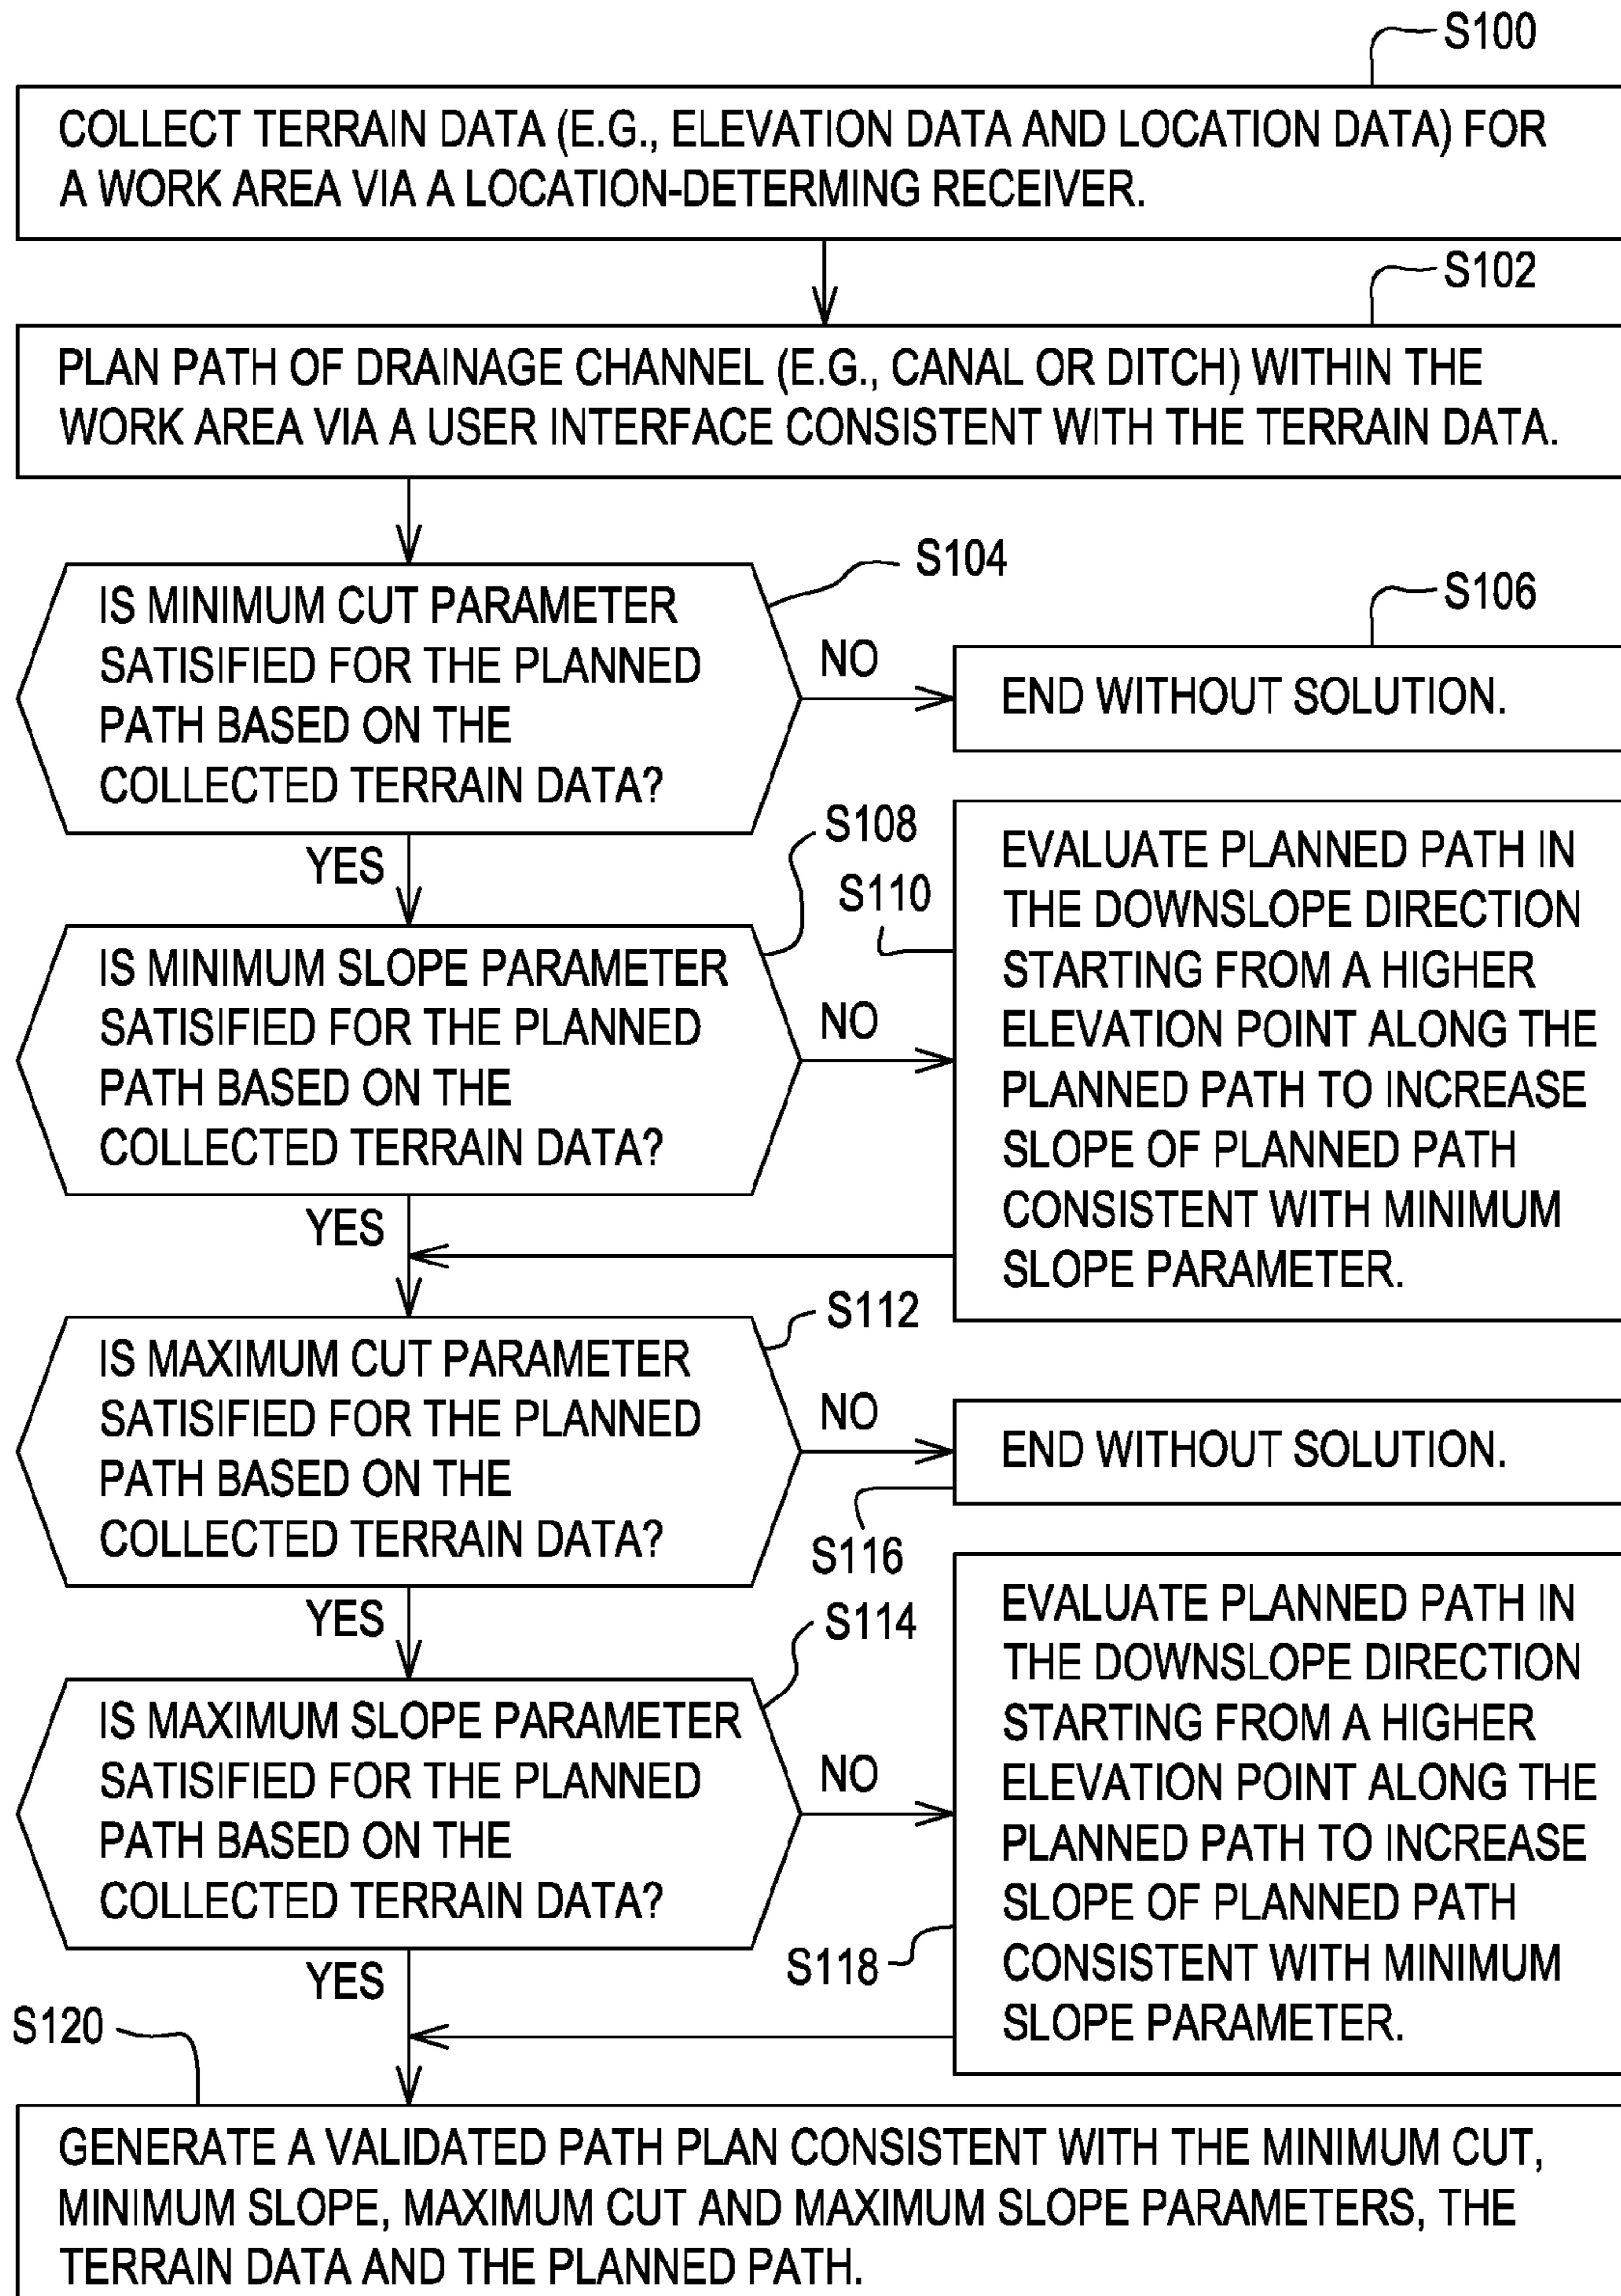 S100
COLLECT TERRAIN DATA (E.G., ELEVATION DATA AND LOCATION DATA) FOR
A WORK AREA VIA A LOCATION-DETERMING RECEIVER.
S102
PLAN PATH OF DRAINAGE CHANNEL (E.G., CANAL OR DITCH) WITHIN THE
WORK AREA VIA A USER INTERFACE CONSISTENT WITH THE TERRAIN DATA.
S104
IS MINIMUM CUT PARAMETER
SATISIFIED FOR THE PLANNED
PATH BASED ON THE
COLLECTED TERRAIN DATA?
NO
S106
END WITHOUT SOLUTION.
YES
S108
IS MINIMUM SLOPE PARAMETER
SATISIFIED FOR THE PLANNED
PATH BASED ON THE
COLLECTED TERRAIN DATA?
NO
S110
EVALUATE PLANNED PATH IN
THE DOWNSLOPE DIRECTION
STARTING FROM A HIGHER
ELEVATION POINT ALONG THE
PLANNED PATH TO INCREASE
SLOPE OF PLANNED PATH
CONSISTENT WITH MINIMUM
SLOPE PARAMETER.
YES
S112
IS MAXIMUM CUT PARAMETER
SATISIFIED FOR THE PLANNED
PATH BASED ON THE
COLLECTED TERRAIN DATA?
NO
END WITHOUT SOLUTION.
S116
YES
S114
IS MAXIMUM SLOPE PARAMETER
SATISIFIED FOR THE PLANNED
PATH BASED ON THE
COLLECTED TERRAIN DATA?
NO
EVALUATE PLANNED PATH IN
THE DOWNSLOPE DIRECTION
STARTING FROM A HIGHER
ELEVATION POINT ALONG THE
PLANNED PATH TO INCREASE
SLOPE OF PLANNED PATH
CONSISTENT WITH MINIMUM
SLOPE PARAMETER.
S118
YES
S120
GENERATE A VALIDATED PATH PLAN CONSISTENT WITH THE MINIMUM CUT,
MINIMUM SLOPE, MAXIMUM CUT AND MAXIMUM SLOPE PARAMETERS, THE
TERRAIN DATA AND THE PLANNED PATH.